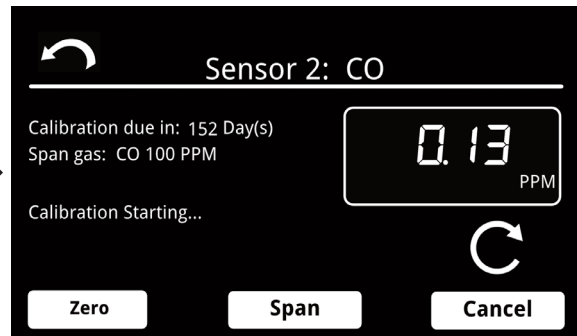 Sensor 2: CO
Calibration due in: 152 Day(s)
Span gas: CO 100 PPM
0.13
PPM
Calibration Starting...
Zero
Span
Cancel